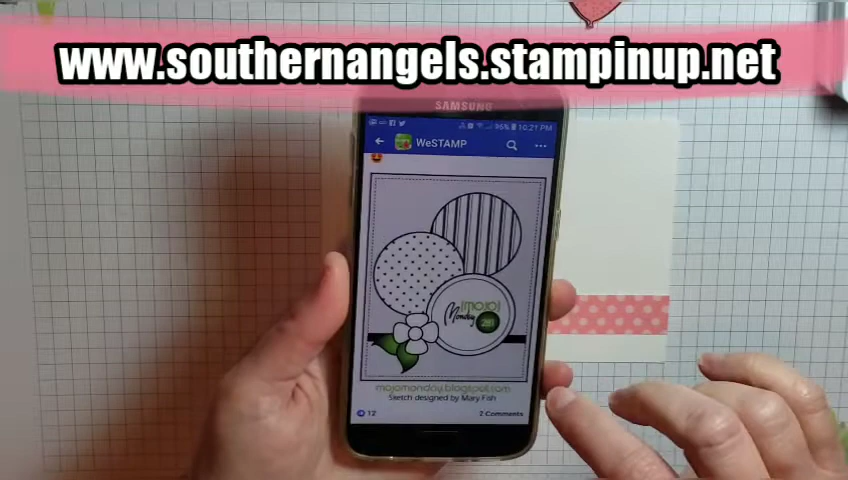 www.southernangels.stampinup.net
SAMSUNG
96% 10:21 PM
WeSTAMP
mojo
Monday
mojomonday.blogspot.com
Sketch designed by Mary Fish
12
2 Comments